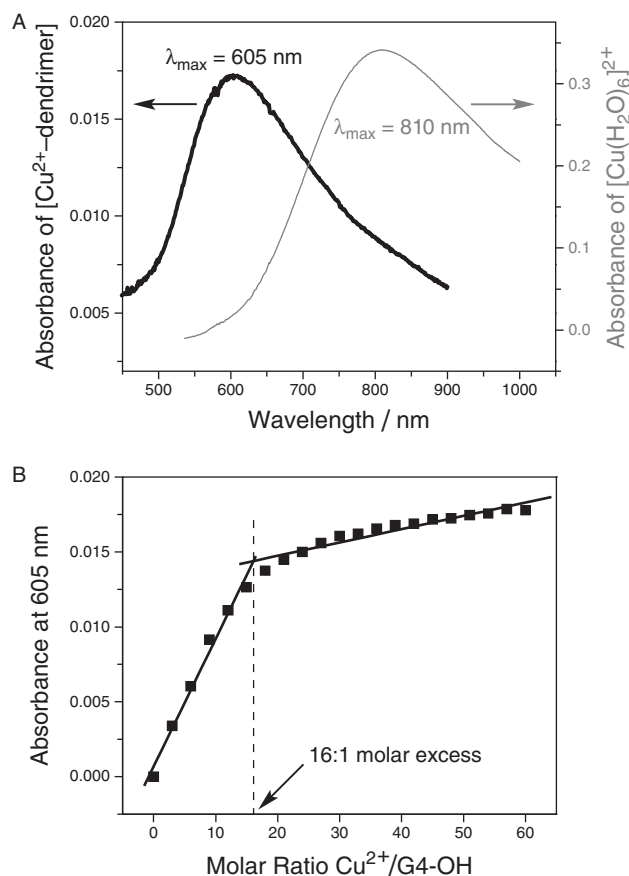 A
0.020
0.015
0.010
0.005
Absorbance of [Cu²⁺–dendrimer]
λmax = 605 nm
λmax = 810 nm
0.3
0.2
0.1
0.0
Absorbance of [Cu(H₂O)₆]²⁺
500 600 700 800 900 1000
Wavelength / nm
B
0.020
0.015
0.010
0.005
0.000
Absorbance at 605 nm
16:1 molar excess
0 10 20 30 40 50 60
Molar Ratio Cu²⁺/G4-OH